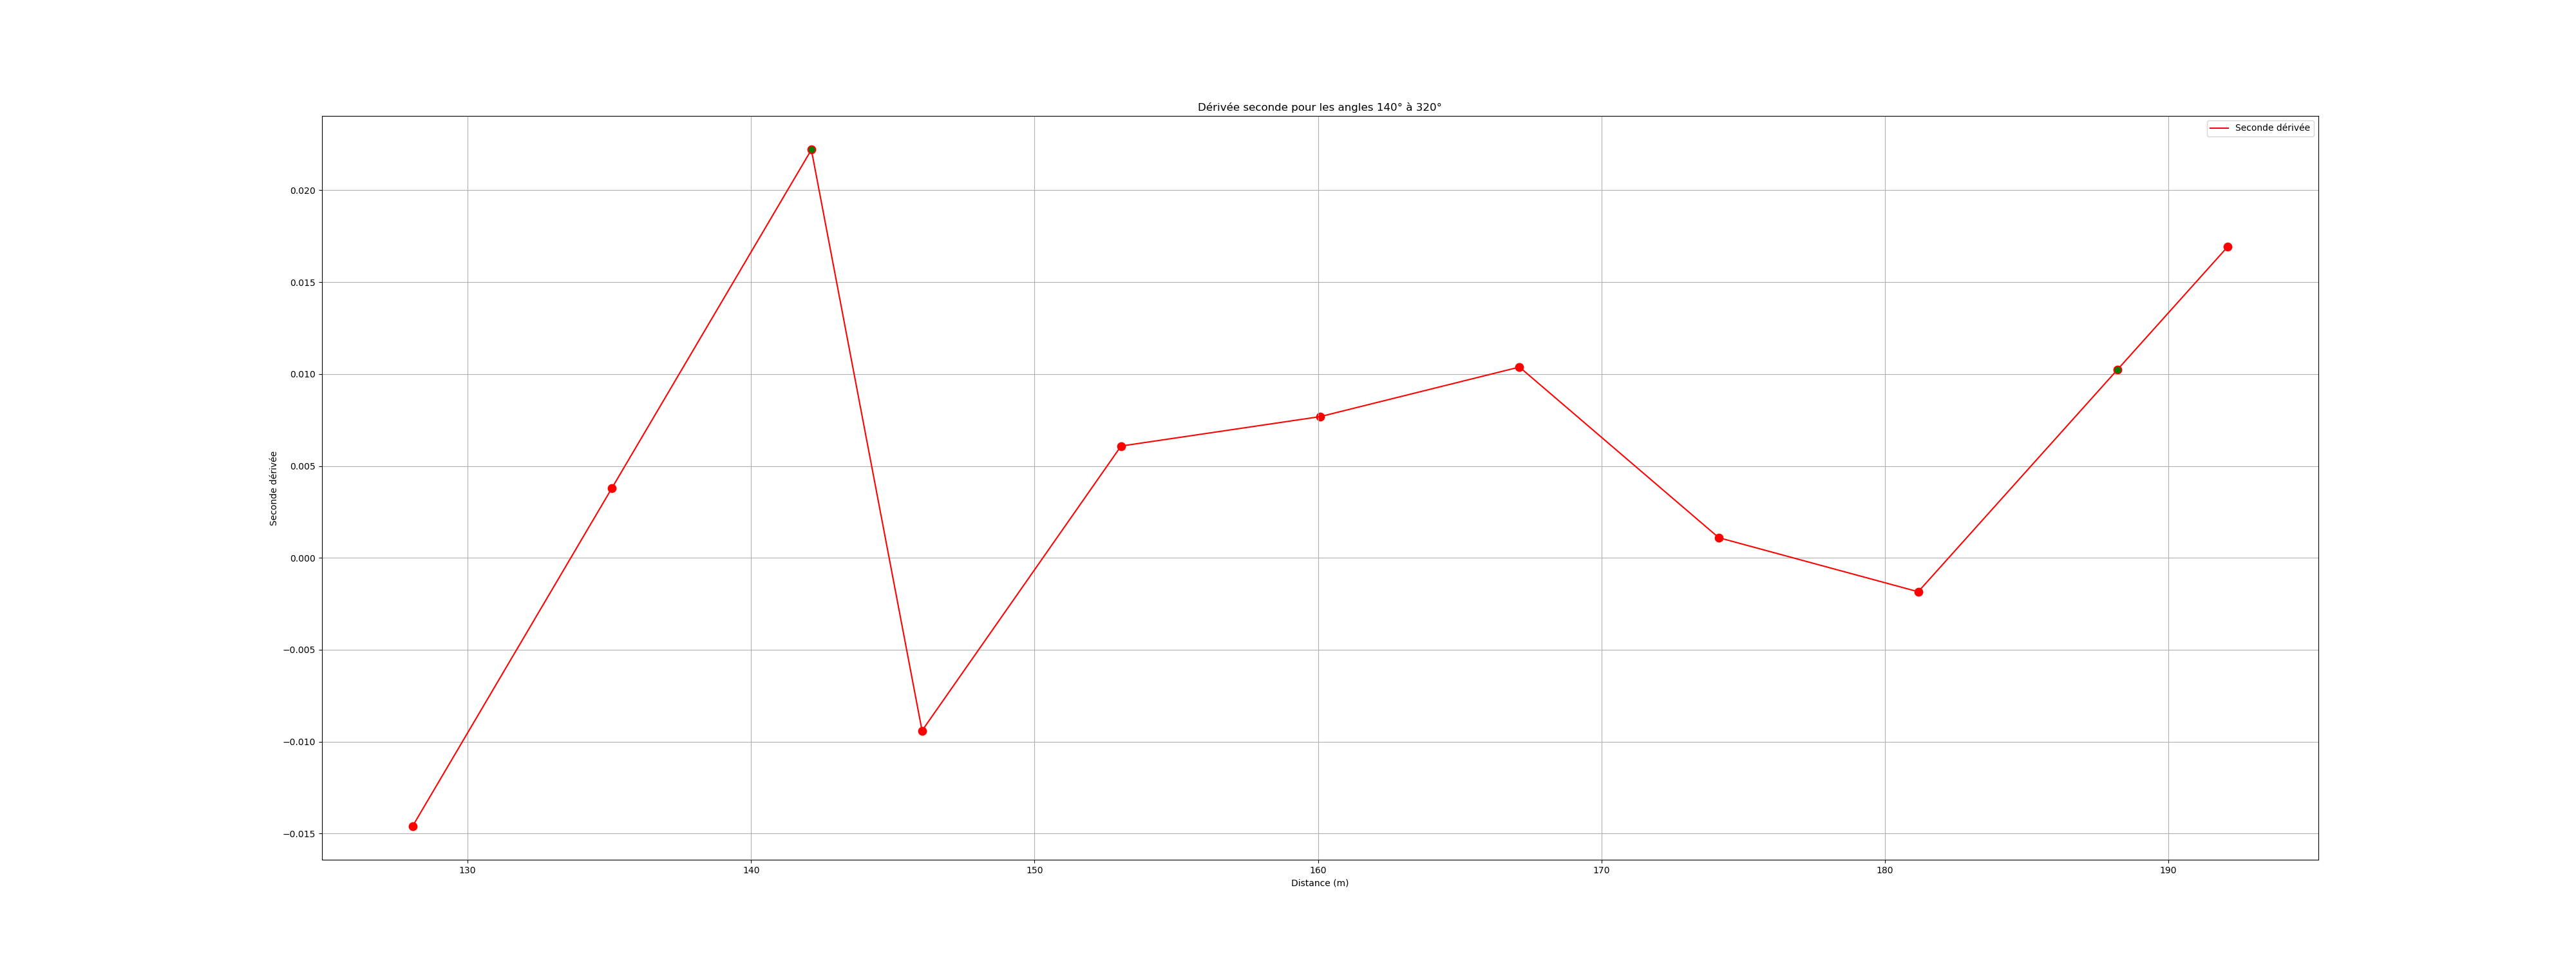 Dérivée seconde pour les angles 140° à 320°
Seconde dérivée
0.020
0.015
0.010
0.005
0.000
−0.005
−0.010
−0.015
Seconde dérivée
130 140 150 160 170 180 190
Distance (m)